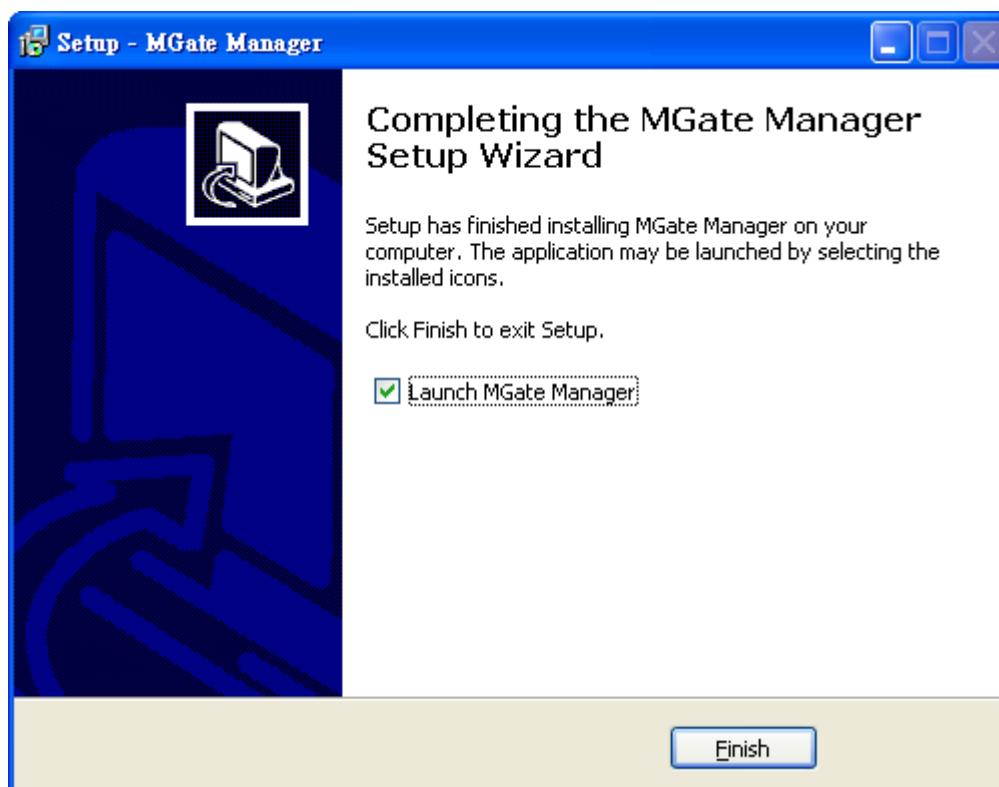 Setup - MGate Manager
Completing the MGate Manager
Setup Wizard
Setup has finished installing MGate Manager on your
computer. The application may be launched by selecting the
installed icons.
Click Finish to exit Setup.
Launch MGate Manager
Finish